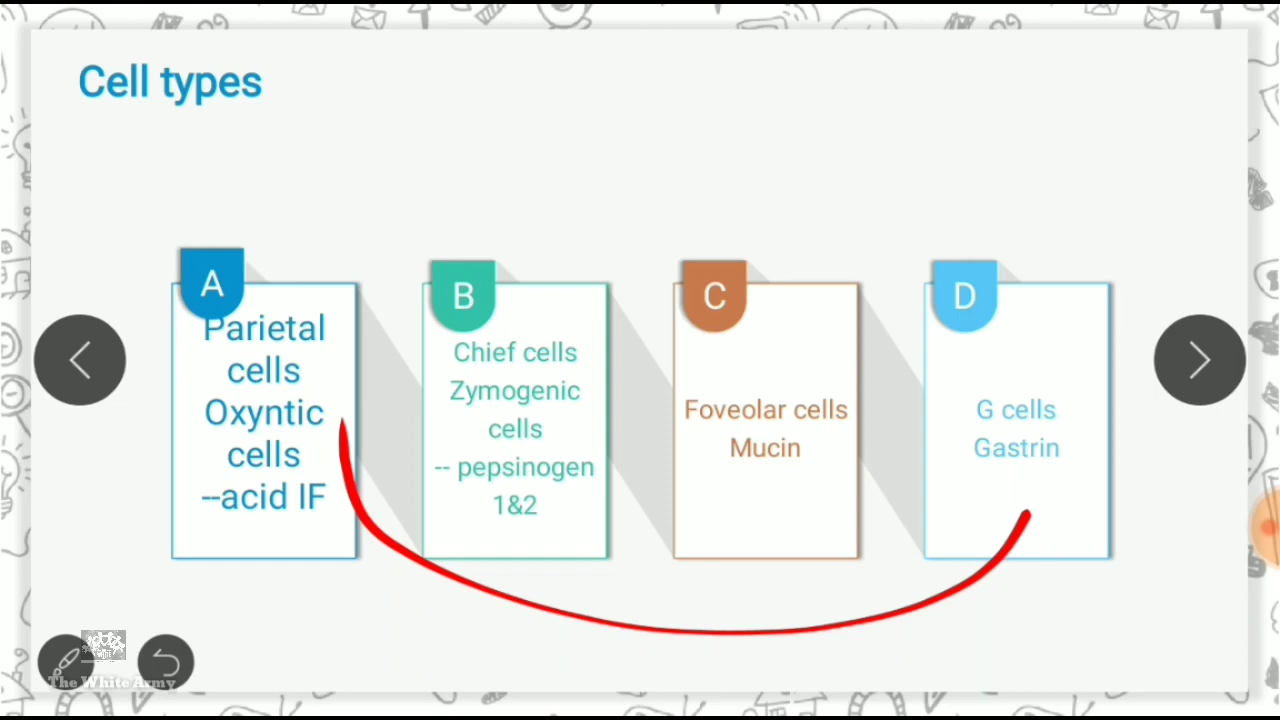 Cell types
A
Parietal
cells
Oxyntic
cells
--acid IF
B
Chief cells
Zymogenic
cells
-- pepsinogen
1&2
C
Foveolar cells
Mucin
D
G cells
Gastrin
The White Army